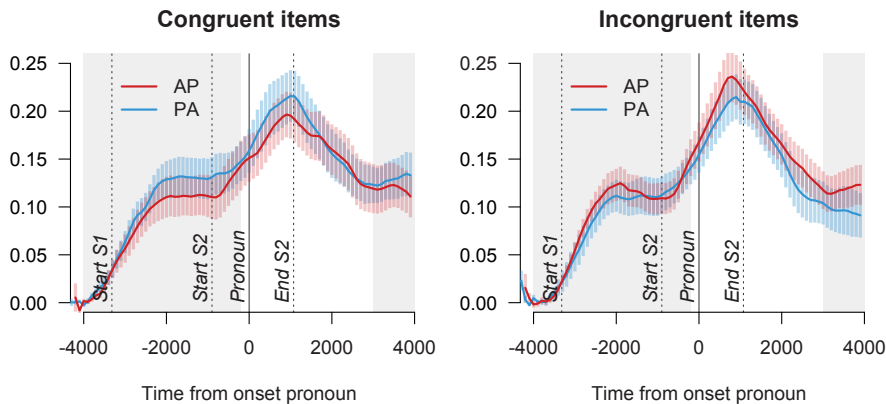 Congruent items
0.25
0.20
0.15
0.10
0.05
0.00
AP
PA
Start S1
Start S2
Pronoun
End S2
-4000 -2000 0 2000 4000
Time from onset pronoun
Incongruent items
0.25
0.20
0.15
0.10
0.05
0.00
AP
PA
Start S1
Start S2
Pronoun
End S2
-4000 -2000 0 2000 4000
Time from onset pronoun